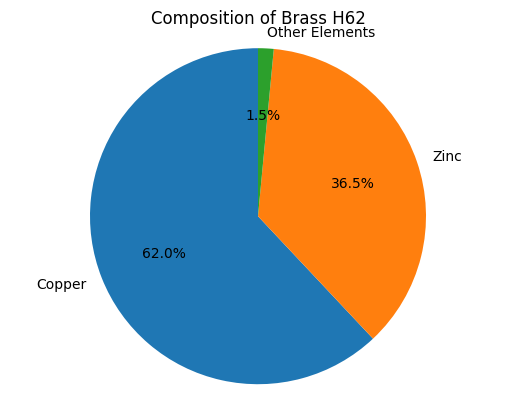 Composition of Brass H62
Other Elements
1.5%
Zinc
36.5%
62.0%
Copper